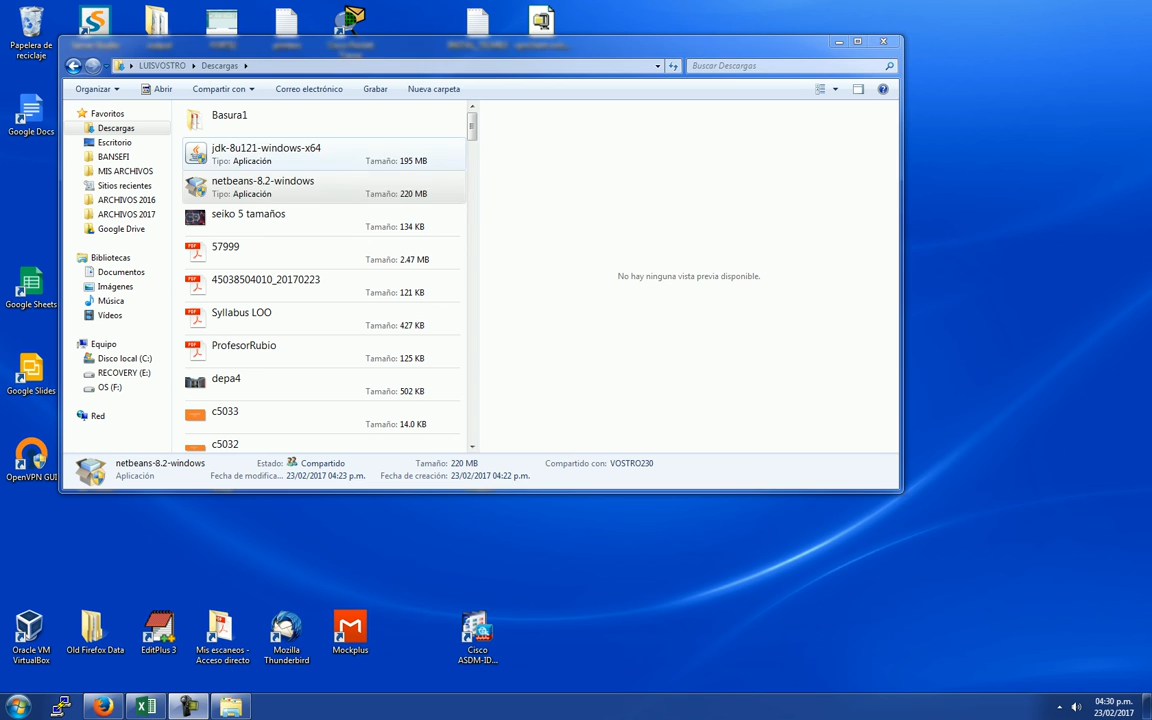 Papelera de
reciclaje
LUISVOSTRO
Descargas
Buscar Descargas
Organizar
Abrir
Compartir con
Correo electrónico
Grabar
Nueva carpeta
Favoritos
Descargas
Escritorio
BANSEFI
MIS ARCHIVOS
Sitios recientes
ARCHIVOS 2016
ARCHIVOS 2017
Google Drive
Bibliotecas
Documentos
Imágenes
Música
Vídeos
Equipo
Disco local (C:)
RECOVERY (E:)
OS (F:)
Red
Basura1
jdk-8u121-windows-x64
Tipo: Aplicación Tamaño: 195 MB
netbeans-8.2-windows
Tipo: Aplicación Tamaño: 220 MB
seiko 5 tamaños
Tamaño: 134 KB
57999
Tamaño: 2.47 MB
45038504010_20170223
Tamaño: 121 KB
Syllabus LOO
Tamaño: 427 KB
ProfesorRubio
Tamaño: 125 KB
depa4
Tamaño: 502 KB
c5033
Tamaño: 14.0 KB
c5032
No hay ninguna vista previa disponible.
netbeans-8.2-windows Estado: Compartido Tamaño: 220 MB Compartido con: VOSTRO230
Aplicación Fecha de modifica... 23/02/2017 04:23 p.m. Fecha de creación: 23/02/2017 04:22 p.m.
Google Docs
Google Sheets
Google Slides
OpenVPN GUI
Oracle VM
VirtualBox
Old Firefox Data
EditPlus 3
Mis escaneos -
Acceso directo
Mozilla
Thunderbird
Mockplus
Cisco
ASDM-ID...
04:30 p.m.
23/02/2017